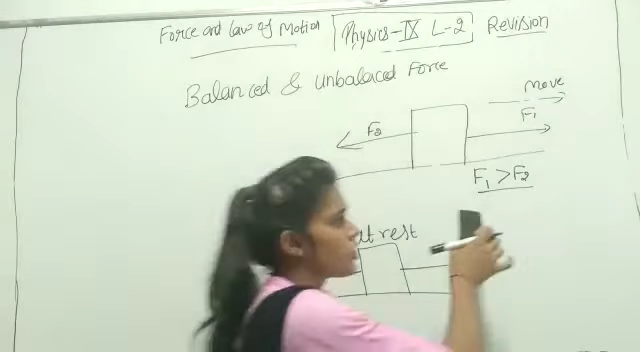 Force and Law of Motion
Physics-IX L-2
Revision
Balanced & unbalaced Force
Move
F2
F1
F1 > F2
at rest